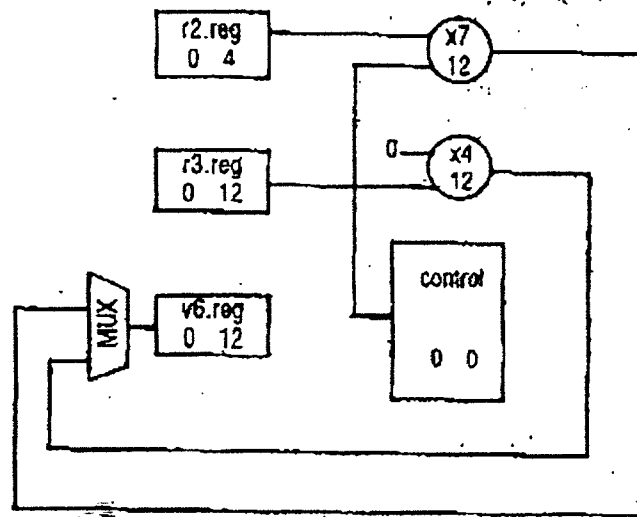 r2.reg
0 4
x7
12
r3.reg
0 12
0
x4
12
control
0 0
MUX
v6.reg
0 12